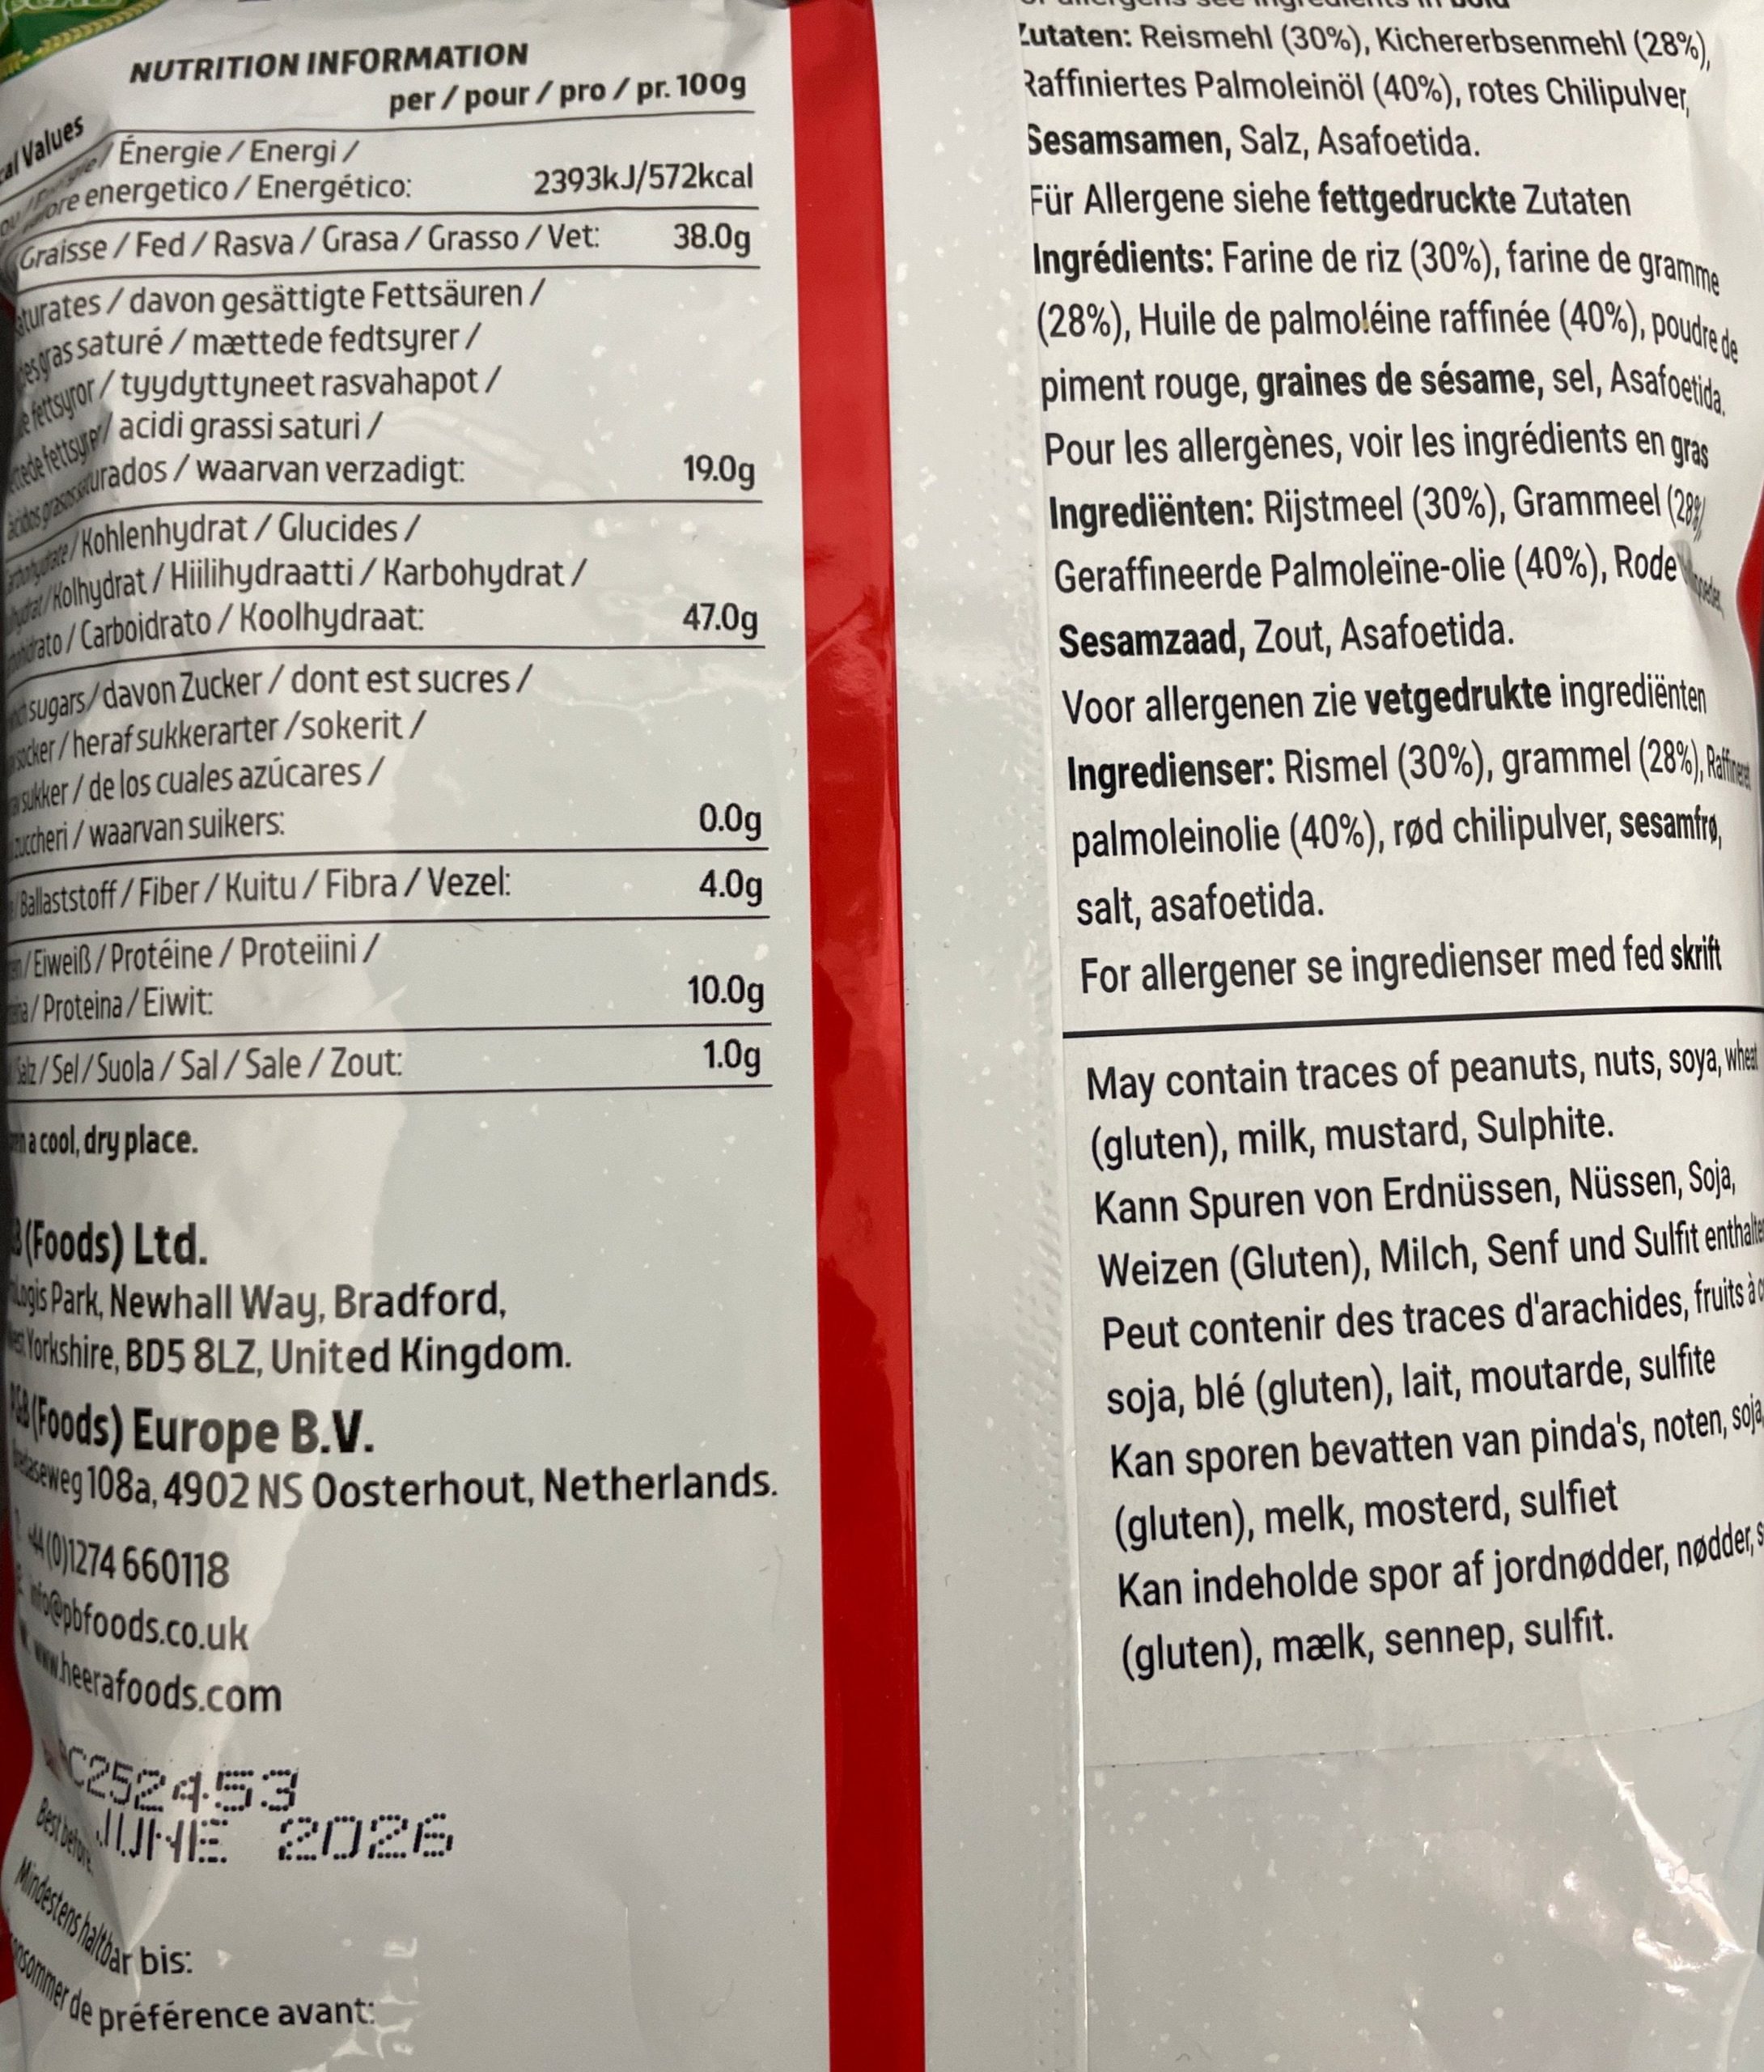 NUTRITION INFORMATION
per / pour / pro / pr. 100g
Values
/ Énergie / Energi /
energetico / Energético: 2393kJ/572kcal
Graisse / Fed / Rasva / Grasa / Grasso / Vet: 38.0g
/ davon gesättigte Fettsäuren /
gras saturé / mættede fedtsyrer /
fettsyror / tyydyttyneet rasvahapot /
fettsyrer / acidi grassi saturi /
/ waarvan verzadigt: 19.0g
/ Kohlenhydrat / Glucides /
/ Kolhydrat / Hiilihydraatti / Karbohydrat /
/ Carboidrato / Koolhydraat: 47.0g
sugars / davon Zucker / dont est sucres /
/ heraf sukkerarter / sokerit /
sukker / de los cuales azúcares /
zuccheri / waarvan suikers: 0.0g
/ Ballaststoff / Fiber / Kuitu / Fibra / Vezel: 4.0g
/ Eiweiß / Protéine / Proteiini /
/ Proteina / Eiwit: 10.0g
Salz / Sel / Suola / Sal / Sale / Zout: 1.0g
a cool, dry place.
(Foods) Ltd.
Park, Newhall Way, Bradford,
Yorkshire, BD5 8LZ, United Kingdom.
(Foods) Europe B.V.
108a, 4902 NS Oosterhout, Netherlands.
(0)1274 660118
info@pbfoods.co.uk
www.heerafoods.com
C252453
Best before
JUNE 2026
Mindestens haltbar bis:
de préférence avant:
Zutaten: Reismehl (30%), Kichererbsenmehl (28%),
Raffiniertes Palmoleinöl (40%), rotes Chilipulver,
Sesamsamen, Salz, Asafoetida.
Für Allergene siehe fettgedruckte Zutaten
Ingrédients: Farine de riz (30%), farine de gramme
(28%), Huile de palmoléine raffinée (40%), poudre de
piment rouge, graines de sésame, sel, Asafoetida.
Pour les allergènes, voir les ingrédients en gras
Ingrediënten: Rijstmeel (30%), Grammeel (28%)
Geraffineerde Palmoleïne-olie (40%), Rode
Sesamzaad, Zout, Asafoetida.
Voor allergenen zie vetgedrukte ingrediënten
Ingredienser: Rismel (30%), grammel (28%), Raffineret
palmoleinolie (40%), rød chilipulver, sesamfrø,
salt, asafoetida.
For allergener se ingredienser med fed skrift
May contain traces of peanuts, nuts, soya, wheat
(gluten), milk, mustard, Sulphite.
Kann Spuren von Erdnüssen, Nüssen, Soja,
Weizen (Gluten), Milch, Senf und Sulfit enthalten
Peut contenir des traces d'arachides, fruits à
soja, blé (gluten), lait, moutarde, sulfite
Kan sporen bevatten van pinda's, noten, soja,
(gluten), melk, mosterd, sulfiet
Kan indeholde spor af jordnødder, nødder,
(gluten), mælk, sennep, sulfit.